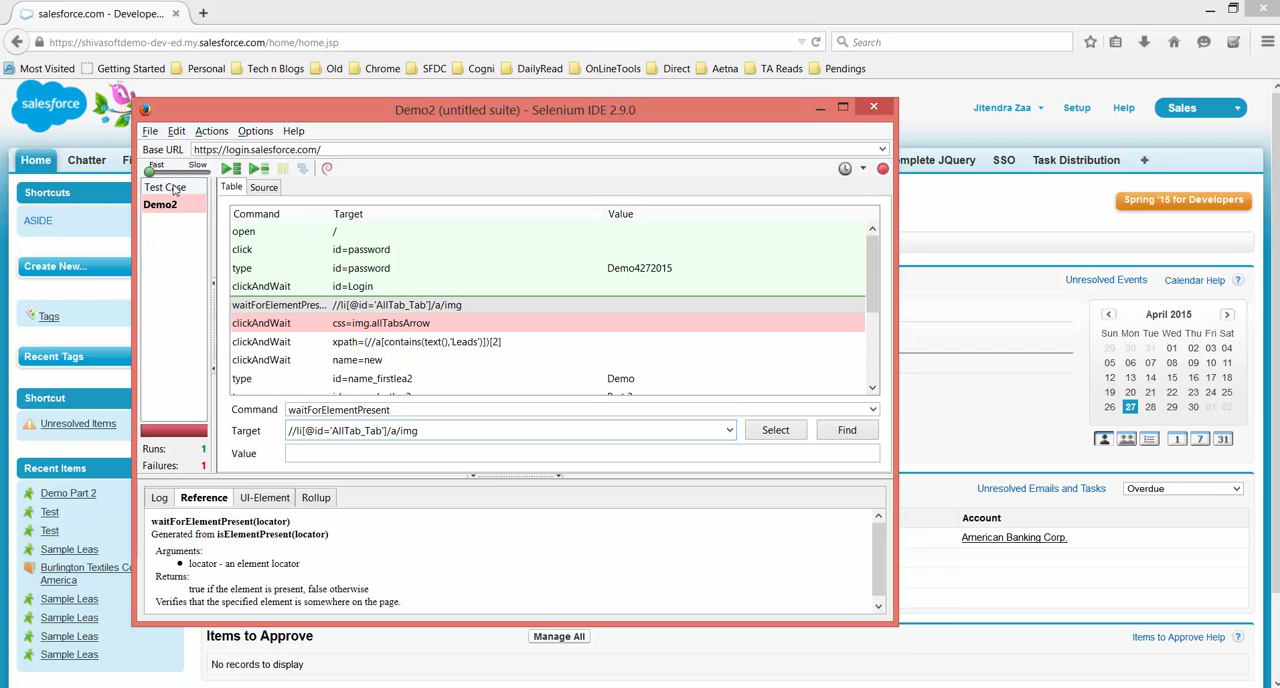 salesforce.com - Develope...
https://shivasoftdemo-dev-ed.my.salesforce.com/home/home.jsp
Search
Most Visited Getting Started Personal Tech n Blogs Old Chrome SFDC Cogni DailyRead OnLineTools Direct Aetna TA Reads Pendings
salesforce
Jitendra Zaa Setup Help Sales
Home Chatter Fi
omplete JQuery SSO Task Distribution
Shortcuts
ASIDE
Create New...
Tags
Recent Tags
Shortcut
Unresolved Items
Recent Items
Demo Part 2
Test
Test
Sample Leas
Burlington Textiles Co
America
Sample Leas
Sample Leas
Sample Leas
Sample Leas
Demo2 (untitled suite) - Selenium IDE 2.9.0
File Edit Actions Options Help
Base URL https://login.salesforce.com/
Fast Slow
Test Case
Demo2
Runs: 1
Failures: 1
Table Source
Command Target Value
open /
click id=password
type id=password Demo4272015
clickAndWait id=Login
waitForElementPres... //li[@id='AllTab_Tab']/a/img
clickAndWait css=img.allTabsArrow
clickAndWait xpath=(//a[contains(text(),'Leads')])[2]
clickAndWait name=new
type id=name_firstlea2 Demo
Command waitForElementPresent
Target //li[@id='AllTab_Tab']/a/img Select Find
Value
Log Reference UI-Element Rollup
waitForElementPresent(locator)
Generated from isElementPresent(locator)
Arguments:
locator - an element locator
Returns:
true if the element is present, false otherwise
Verifies that the specified element is somewhere on the page.
Spring '15 for Developers
Unresolved Events Calendar Help ?
April 2015
Sun Mon Tue Wed Thu Fri Sat
29 30 31 01 02 03 04
05 06 07 08 09 10 11
12 13 14 15 16 17 18
19 20 21 22 23 24 25
26 27 28 29 30 01 02
1 7 31
Unresolved Emails and Tasks Overdue
Account
American Banking Corp.
Items to Approve Manage All Items to Approve Help ?
No records to display